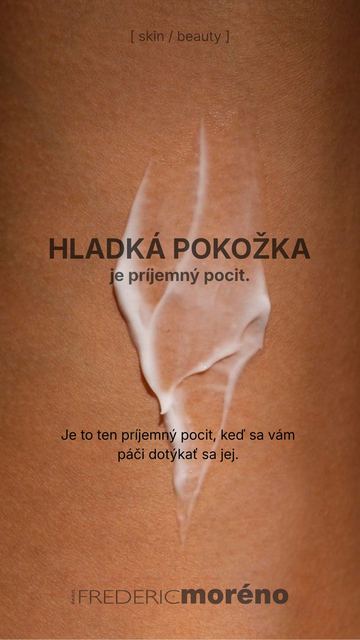 [ skin / beauty ]
HLADKÁ POKOŽKA
je príjemný pocit.
Je to ten príjemný pocit, keď sa vám
páči dotýkať sa jej.
FREDERICmoréno